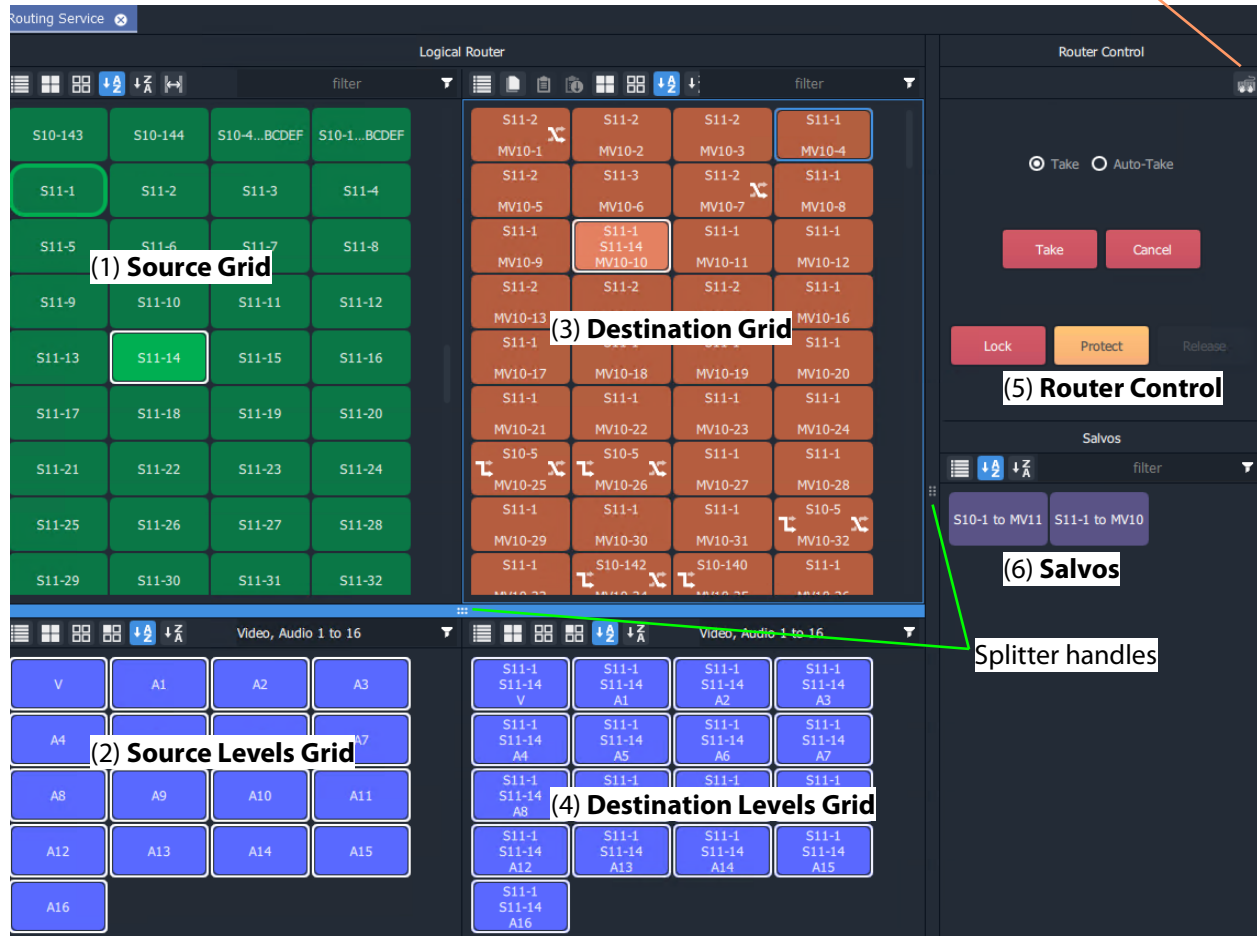 Routing Service
Logical Router
Router Control
filter
filter
S10-143 S10-144 S10-4...BCDEF S10-1...BCDEF
S11-1 S11-2 S11-3 S11-4
S11-5 S11-6 S11-7 S11-8
(1) Source Grid
S11-9 S11-10 S11-11 S11-12
S11-13 S11-14 S11-15 S11-16
S11-17 S11-18 S11-19 S11-20
S11-21 S11-22 S11-23 S11-24
S11-25 S11-26 S11-27 S11-28
S11-29 S11-30 S11-31 S11-32
S11-2 S11-2 S11-2 S11-1
MV10-1 MV10-2 MV10-3 MV10-4
S11-2 S11-3 S11-2 S11-1
MV10-5 MV10-6 MV10-7 MV10-8
S11-1 S11-1 S11-1 S11-1
S11-14
MV10-9 MV10-10 MV10-11 MV10-12
S11-2 S11-2 S11-2 S11-1
MV10-13 MV10-16
(3) Destination Grid
S11-1 S11-1
MV10-17 MV10-18 MV10-19 MV10-20
S11-1 S11-1 S11-1 S11-1
MV10-21 MV10-22 MV10-23 MV10-24
S10-5 S10-5 S11-1 S11-1
MV10-25 MV10-26 MV10-27 MV10-28
S11-1 S11-1 S11-1 S10-5
MV10-29 MV10-30 MV10-31 MV10-32
S11-1 S10-142 S10-140 S11-1
Take Auto-Take
Take Cancel
Lock Protect Release
(5) Router Control
Salvos
filter
S10-1 to MV11 S11-1 to MV10
(6) Salvos
Splitter handles
Video, Audio 1 to 16
V A1 A2 A3
A4 A7
(2) Source Levels Grid
A8 A9 A10 A11
A12 A13 A14 A15
A16
Video, Audio 1 to 16
S11-1 S11-1 S11-1 S11-1
S11-14 S11-14 S11-14 S11-14
V A1 A2 A3
S11-1 S11-1 S11-1 S11-1
S11-14 S11-14 S11-14 S11-14
A4 A5 A6 A7
S11-1 S11-1 S11-1 S11-1
S11-14
A8
(4) Destination Levels Grid
S11-1 S11-1 S11-1 S11-1
S11-14 S11-14 S11-14 S11-14
A12 A13 A14 A15
S11-1
S11-14
A16